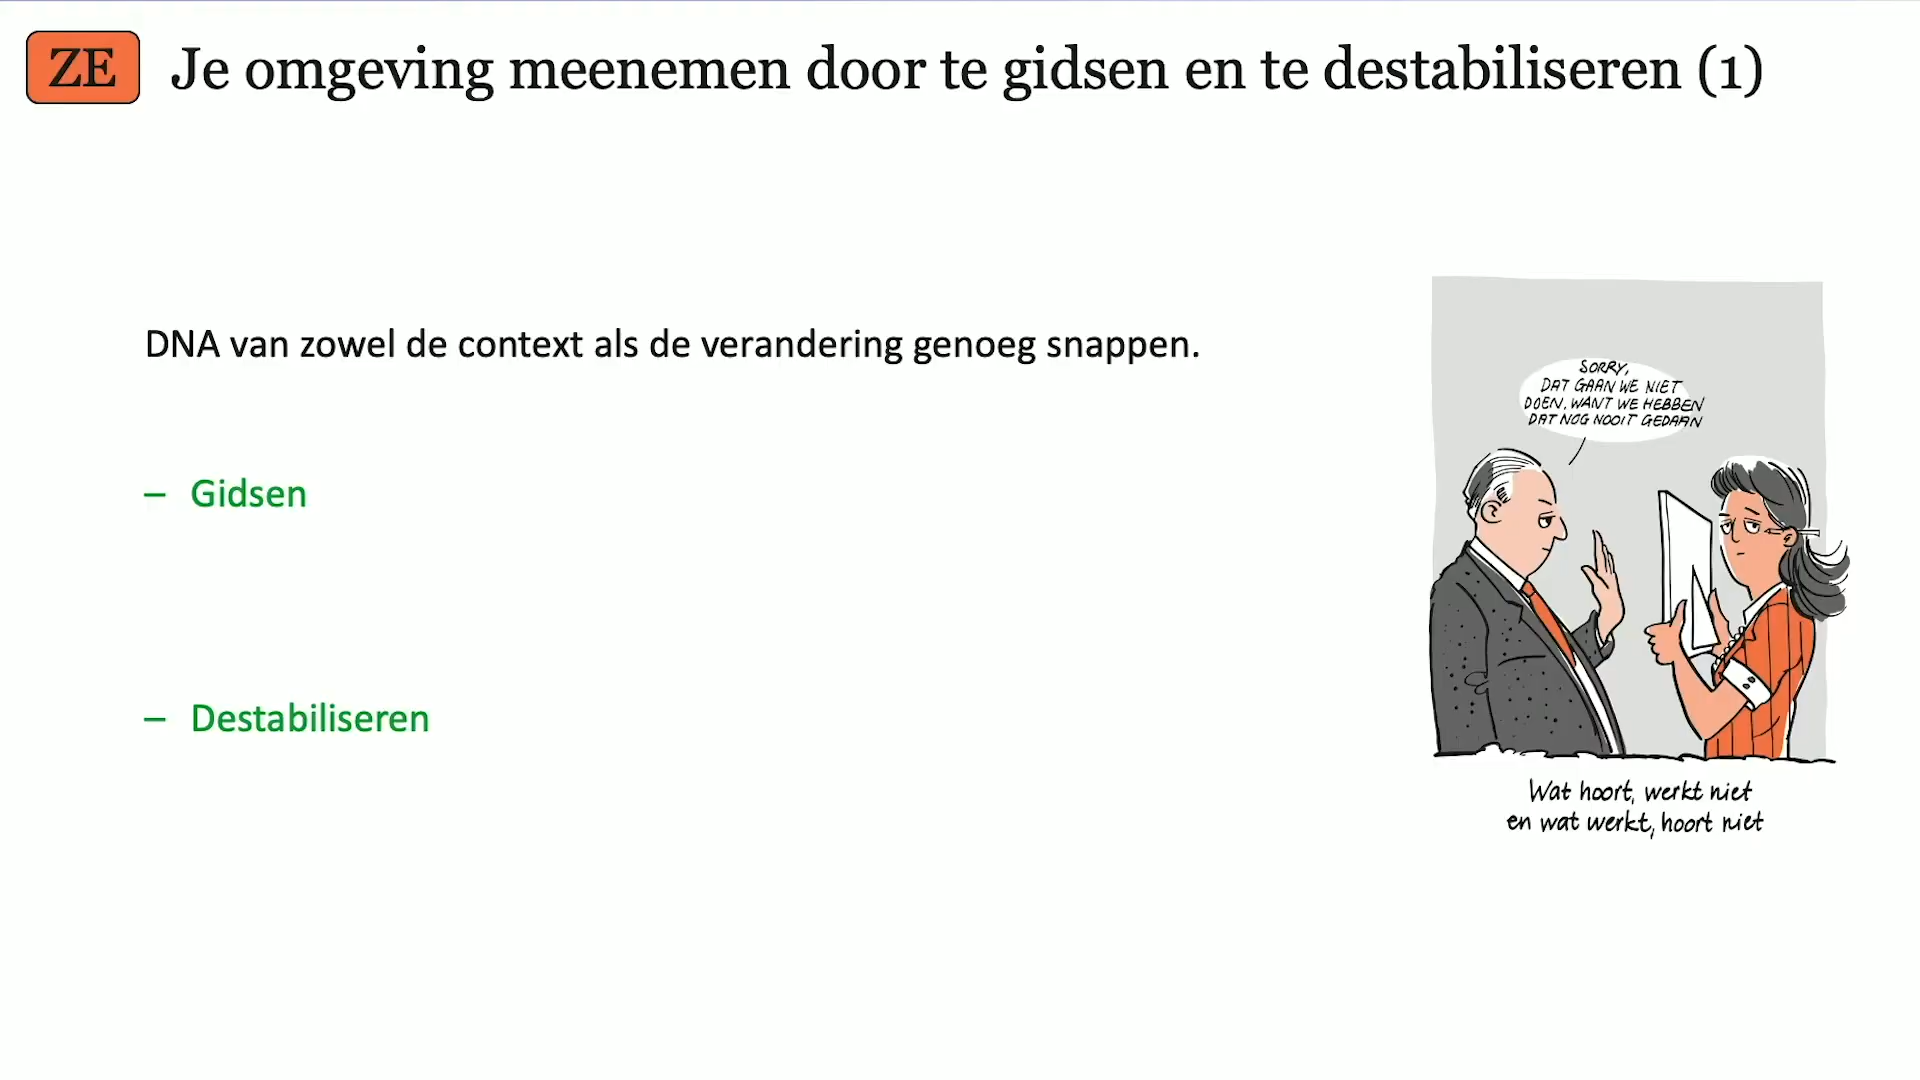 ZE Je omgeving meenemen door te gidsen en te destabiliseren (1)
DNA van zowel de context als de verandering genoeg snappen.
– Gidsen
– Destabiliseren
SORRY,
DAT GAAN WE NIET
DOEN, WANT WE HEBBEN
DAT NOG NOOIT GEDAAN
Wat hoort, werkt niet
en wat werkt, hoort niet